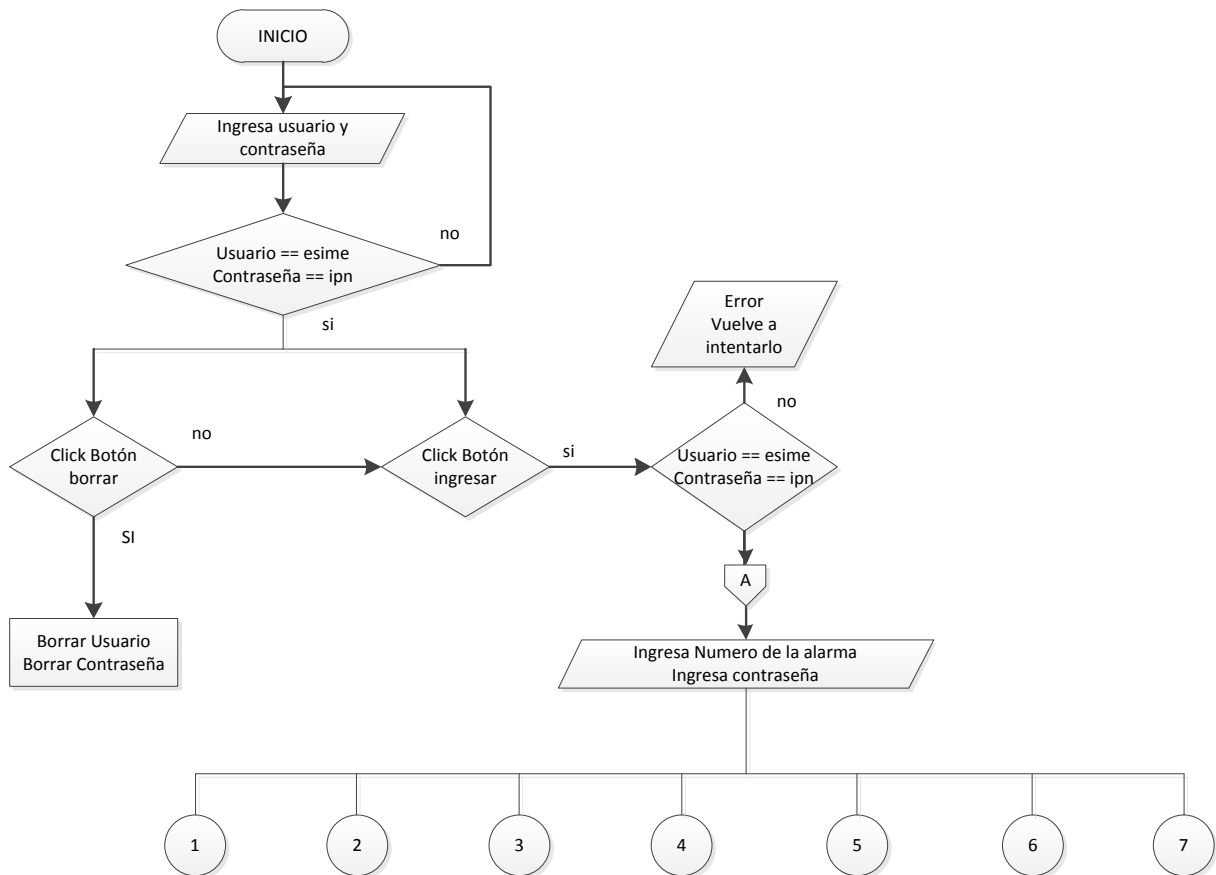 INICIO
Ingresa usuario y
contraseña
no
Usuario == esime
Contraseña == ipn
si
Error
Vuelve a
intentarlo
no
no
Click Botón
borrar
Click Botón
ingresar
si
Usuario == esime
Contraseña == ipn
SI
A
Borrar Usuario
Borrar Contraseña
Ingresa Numero de la alarma
Ingresa contraseña
1
2
3
4
5
6
7